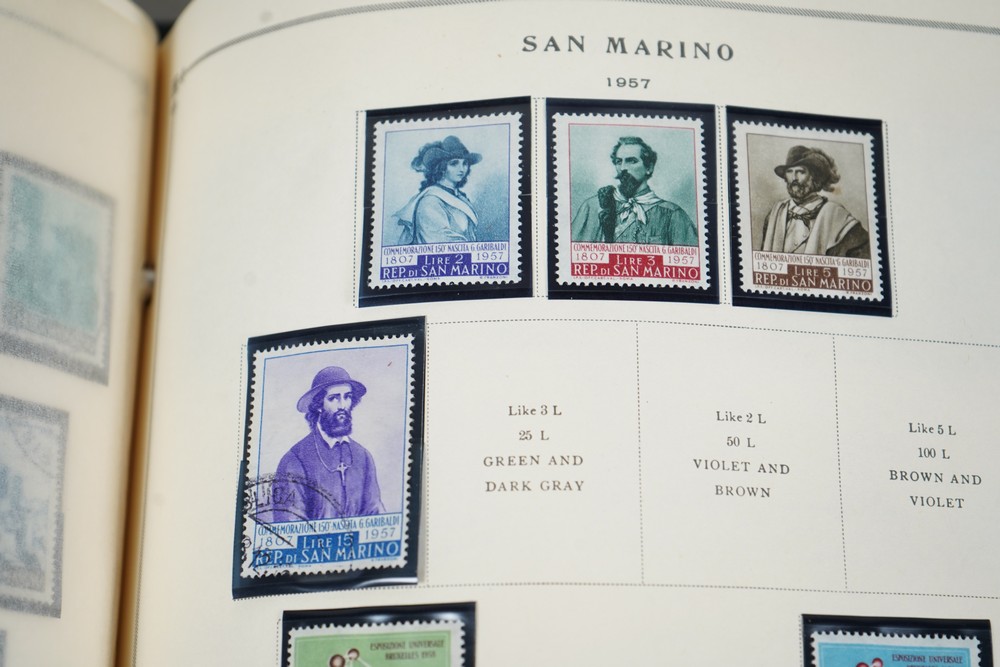 SAN MARINO
1957
COMMEMORAZIONE 150° NASCITA G. GARIBALDI
1807 LIRE 2 1957
REP. DI SAN MARINO
COMMEMORAZIONE 150° NASCITA G. GARIBALDI
1807 LIRE 3 1957
REP. DI SAN MARINO
COMMEMORAZIONE 150° NASCITA G. GARIBALDI
1807 LIRE 5 1957
REP. DI SAN MARINO
COMMEMORAZIONE 150° NASCITA G. GARIBALDI
1807 LIRE 15 1957
REP. DI SAN MARINO
Like 3 L
25 L
GREEN AND
DARK GRAY
Like 2 L
50 L
VIOLET AND
BROWN
Like 5 L
100 L
BROWN AND
VIOLET
ESPOSIZIONE UNIVERSALE
BRUXELLES 1958
ESPOSIZIONE UNIVERSALE
BRUXELLES 1958